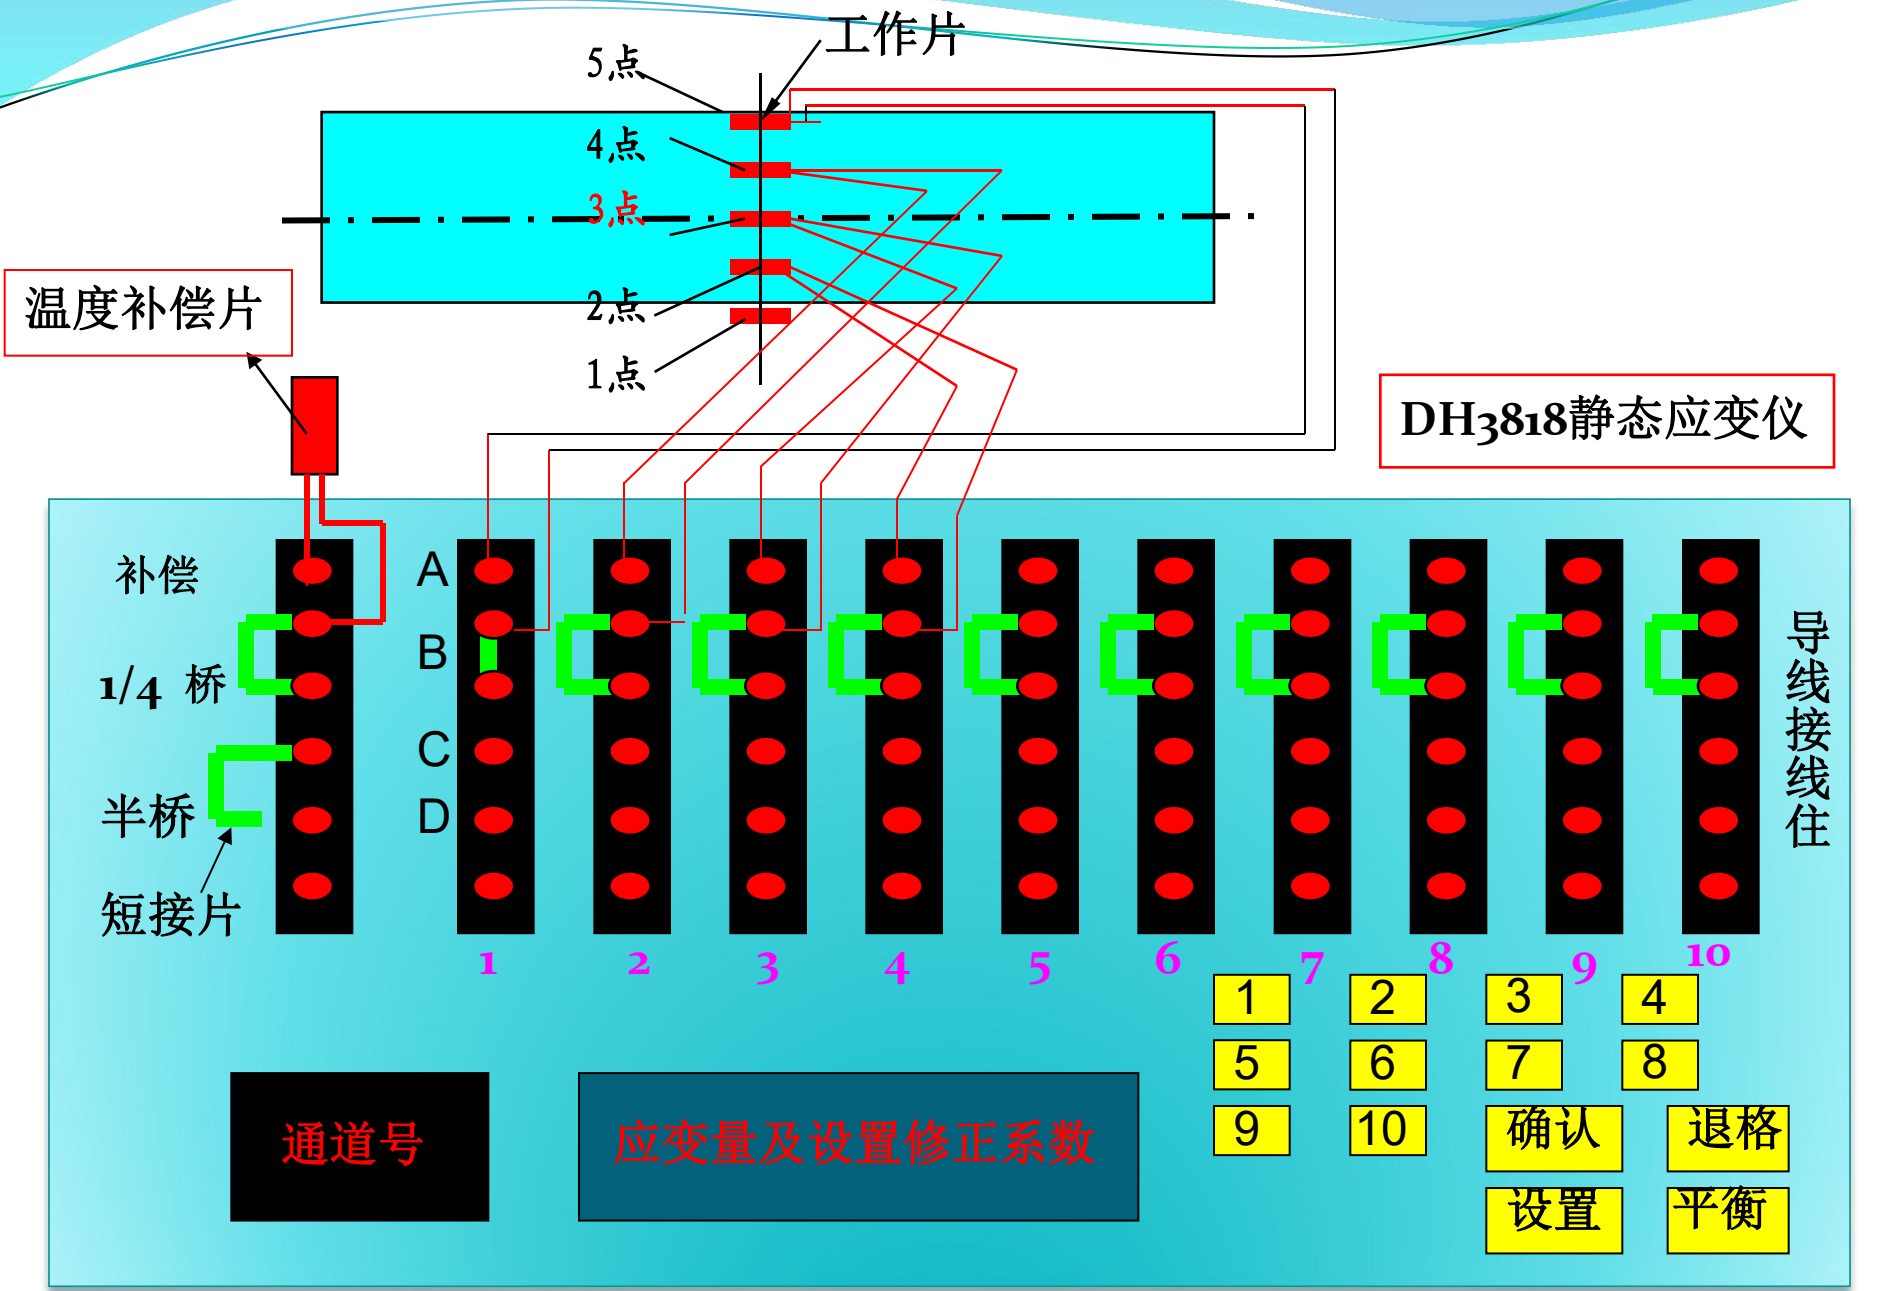 工作片
5点
4点
3点
2点
1点
温度补偿片
DH3818静态应变仪
补偿
1/4 桥
半桥
短接片
A
B
C
D
导线接线住
1 2 3 4 5 6 7 8 9 10
1 2 3 4
5 6 7 8
9 10 确认 退格
设置 平衡
通道号
应变量及设置修正系数